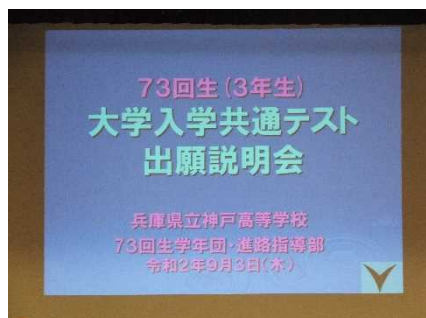 73回生(3年生)
大学入学共通テスト
出願説明会
兵庫県立神戸高等学校
73回生学年団・進路指導部
令和2年9月3日(木)